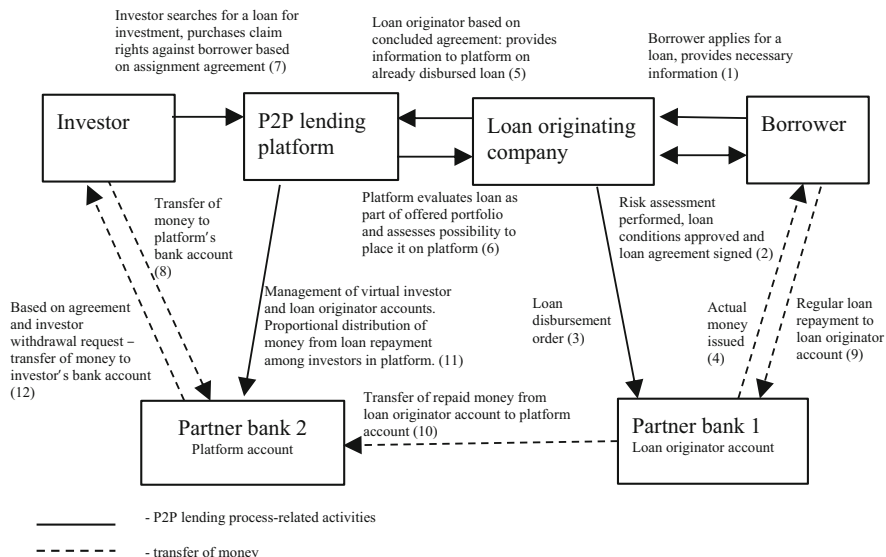 Investor searches for a loan for
investment, purchases claim
rights against borrower based
on assignment agreement (7)
Loan originator based on
concluded agreement: provides
information to platform on
already disbursed loan (5)
Borrower applies for a
loan, provides necessary
information (1)
Investor
P2P lending
platform
Loan originating
company
Borrower
Transfer of
money to
platform's
bank account
(8)
Platform evaluates loan as
part of offered portfolio
and assesses possibility to
place it on platform (6)
Risk assessment
performed, loan
conditions approved and
loan agreement signed (2)
Based on agreement
and investor
withdrawal request –
transfer of money to
investor's bank account
(12)
Management of virtual investor
and loan originator accounts.
Proportional distribution of
money from loan repayment
among investors in platform. (11)
Loan
disbursement
order (3)
Actual
money
issued
(4)
Regular loan
repayment to
loan originator
account (9)
Partner bank 2
Platform account
Transfer of repaid money from
loan originator account to platform
account (10)
Partner bank 1
Loan originator account
- P2P lending process-related activities
- transfer of money